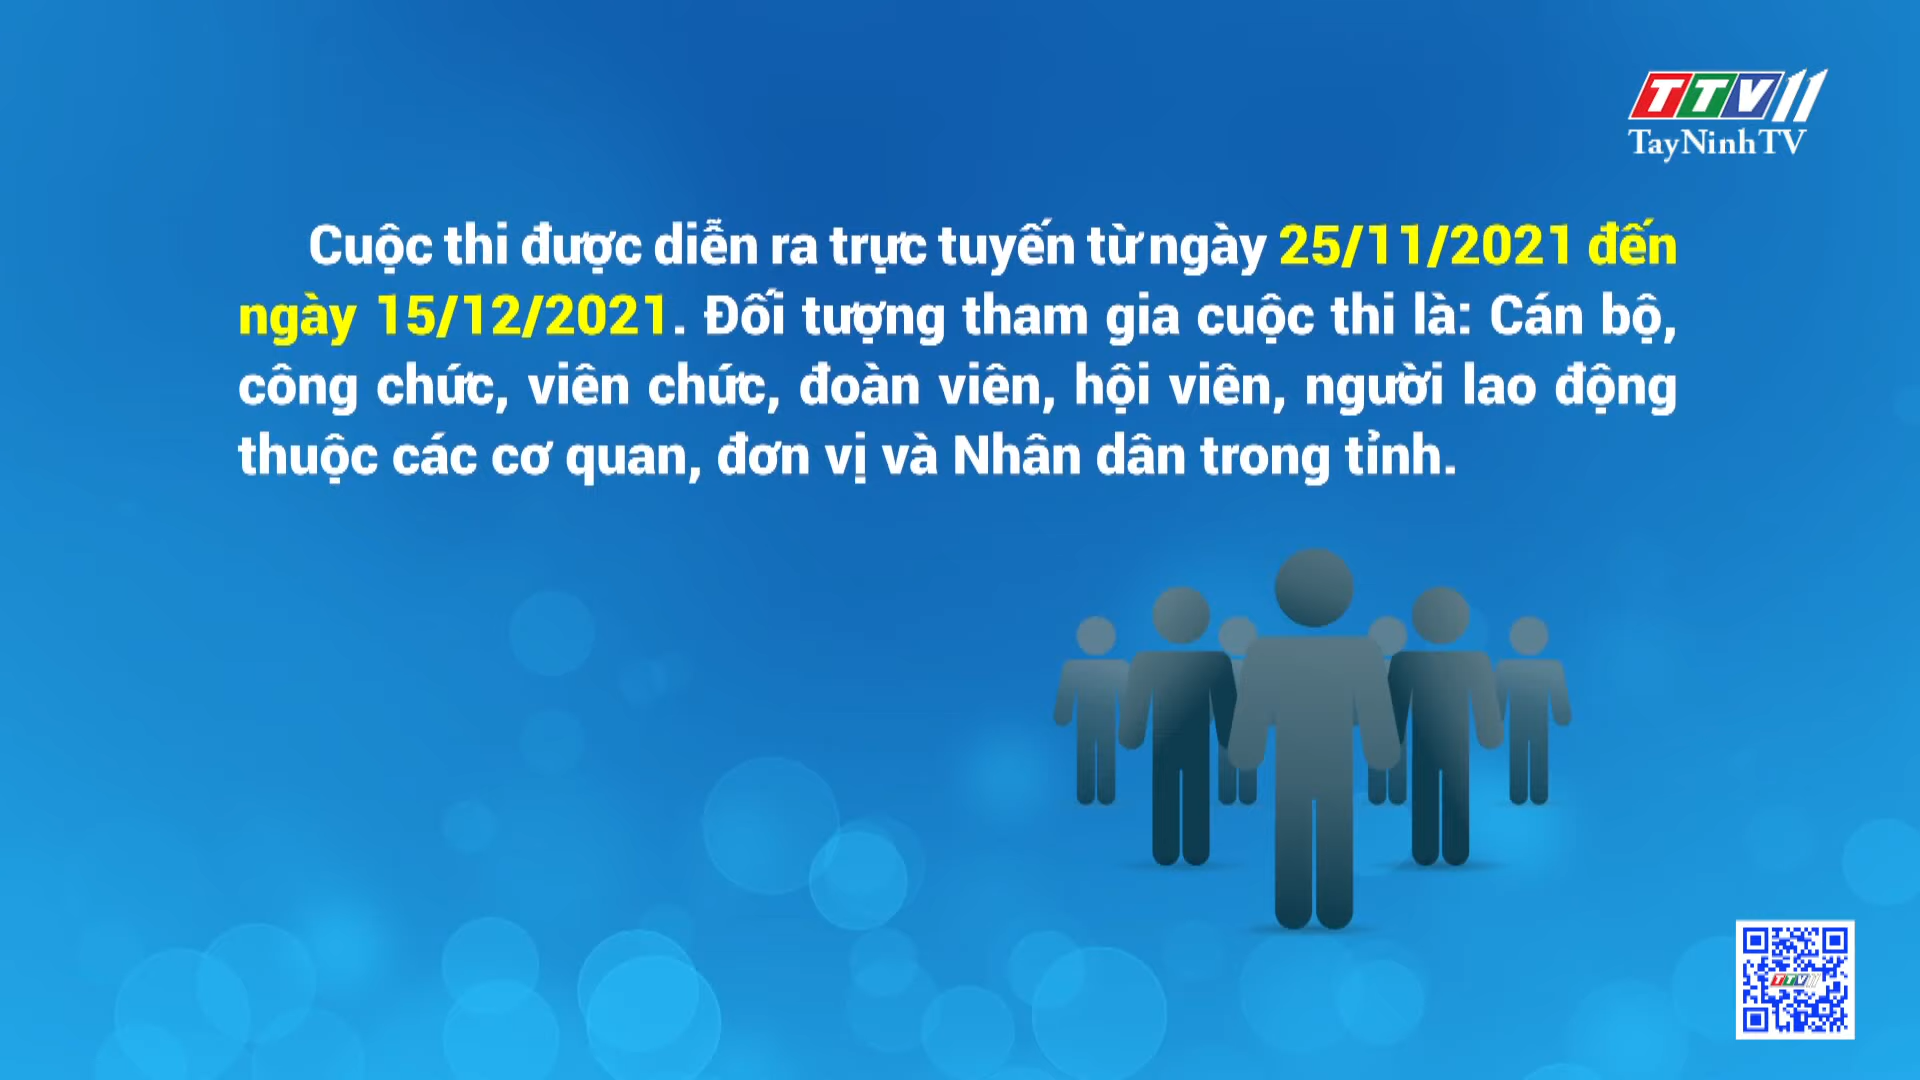 TTV11
TayNinhTV
Cuộc thi được diễn ra trực tuyến từ ngày 25/11/2021 đến
ngày 15/12/2021. Đối tượng tham gia cuộc thi là: Cán bộ,
công chức, viên chức, đoàn viên, hội viên, người lao động
thuộc các cơ quan, đơn vị và Nhân dân trong tỉnh.
TTV11